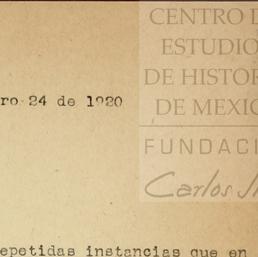 CENTRO D
ESTUDIO
DE HISTOR
DE MEXIC
FUNDACI
Carlos
ro 24 de 1920
epetidas instancias que en